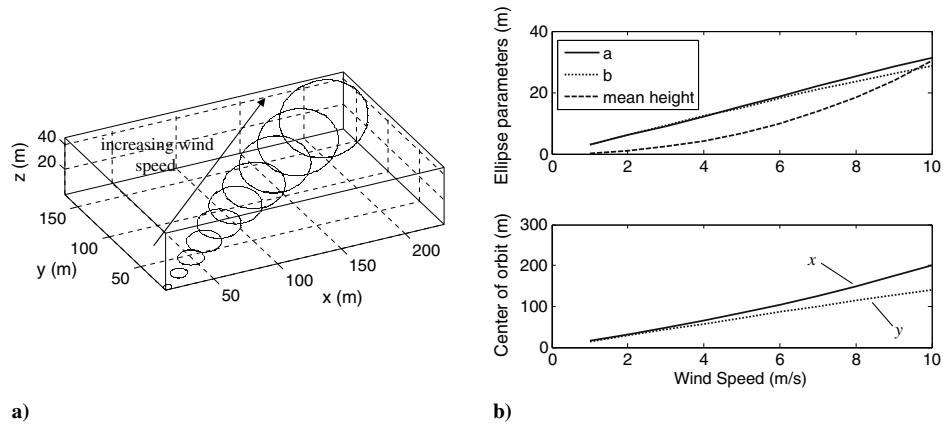 40
20
z (m)
increasing wind
speed
150
100
50
y (m)
50
100
150
200
x (m)
a)
Ellipse parameters (m)
40
20
0
a
b
mean height
0 2 4 6 8 10
Center of orbit (m)
300
200
100
0
x
y
0 2 4 6 8 10
Wind Speed (m/s)
b)